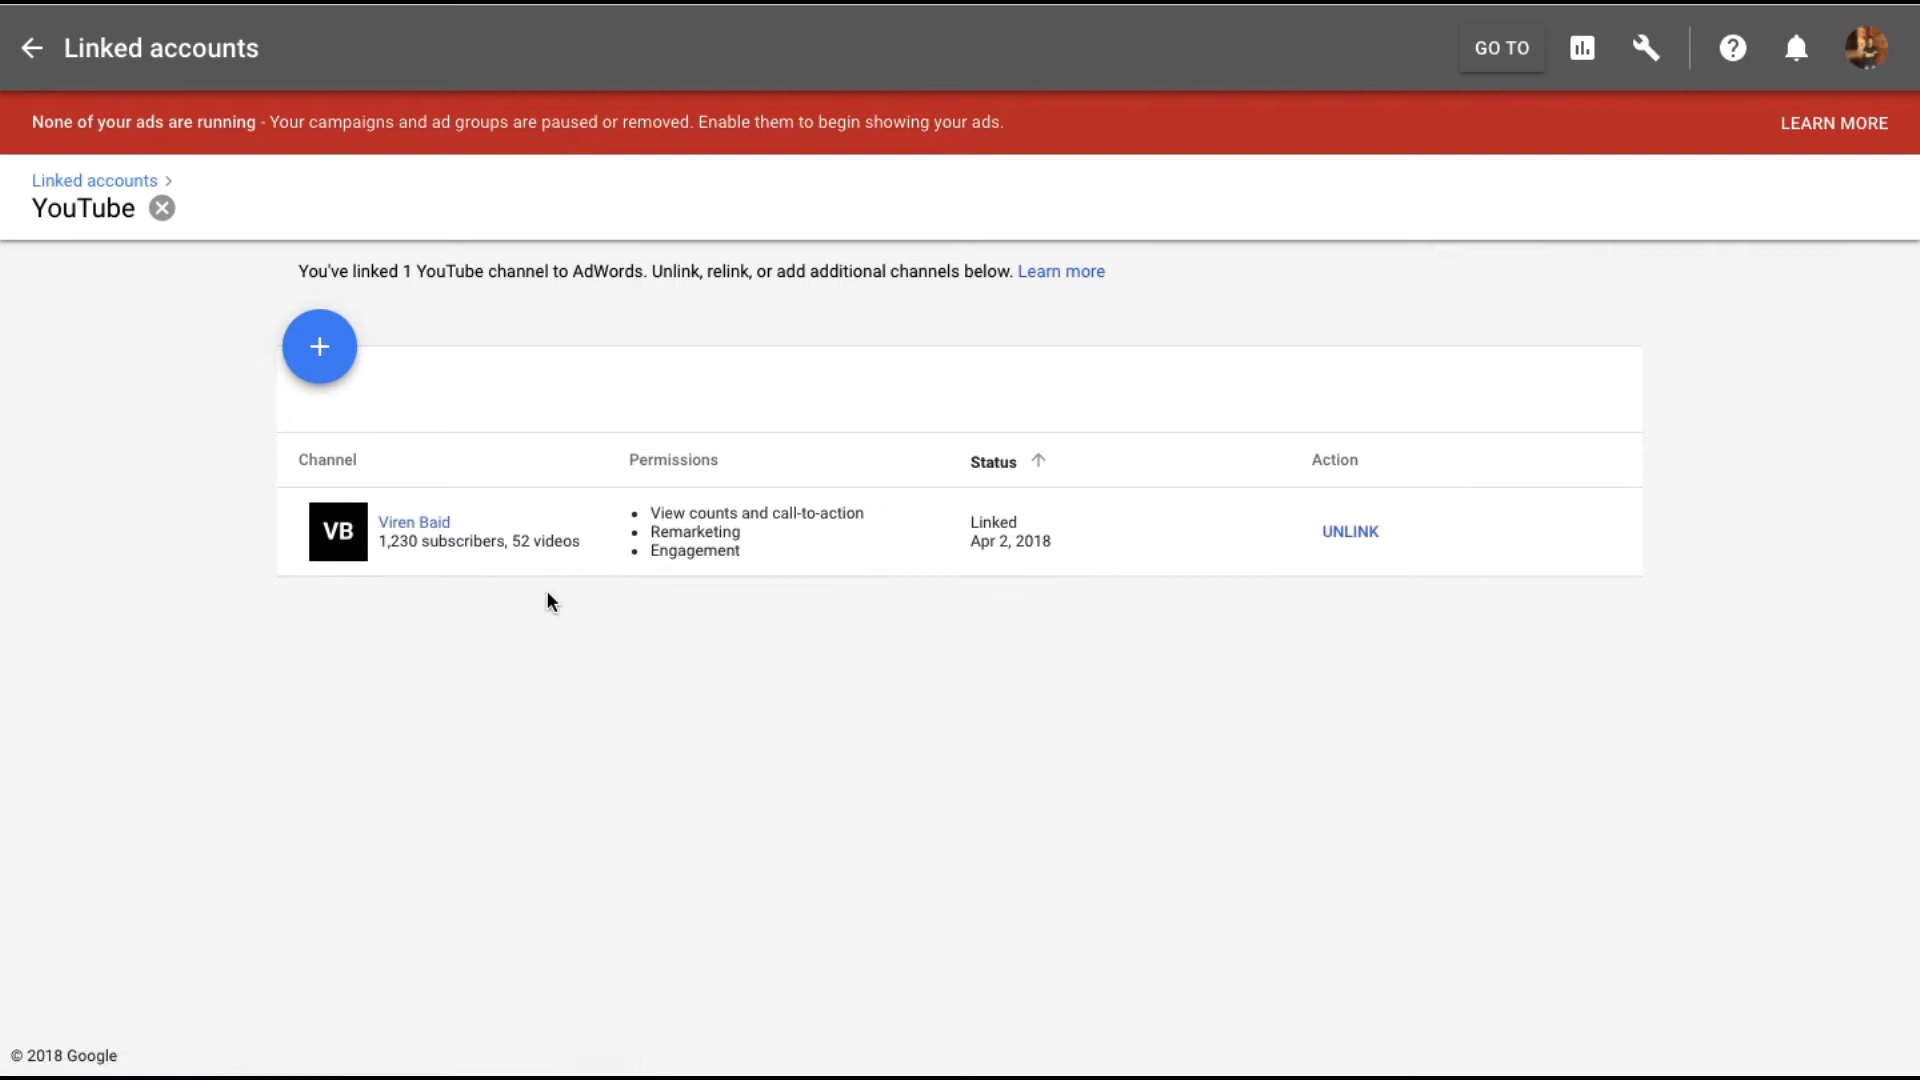 Linked accounts
GO TO
None of your ads are running - Your campaigns and ad groups are paused or removed. Enable them to begin showing your ads.
LEARN MORE
Linked accounts >
YouTube
You've linked 1 YouTube channel to AdWords. Unlink, relink, or add additional channels below. Learn more
Channel
Permissions
Status
Action
VB
Viren Baid
1,230 subscribers, 52 videos
• View counts and call-to-action
• Remarketing
• Engagement
Linked
Apr 2, 2018
UNLINK
© 2018 Google